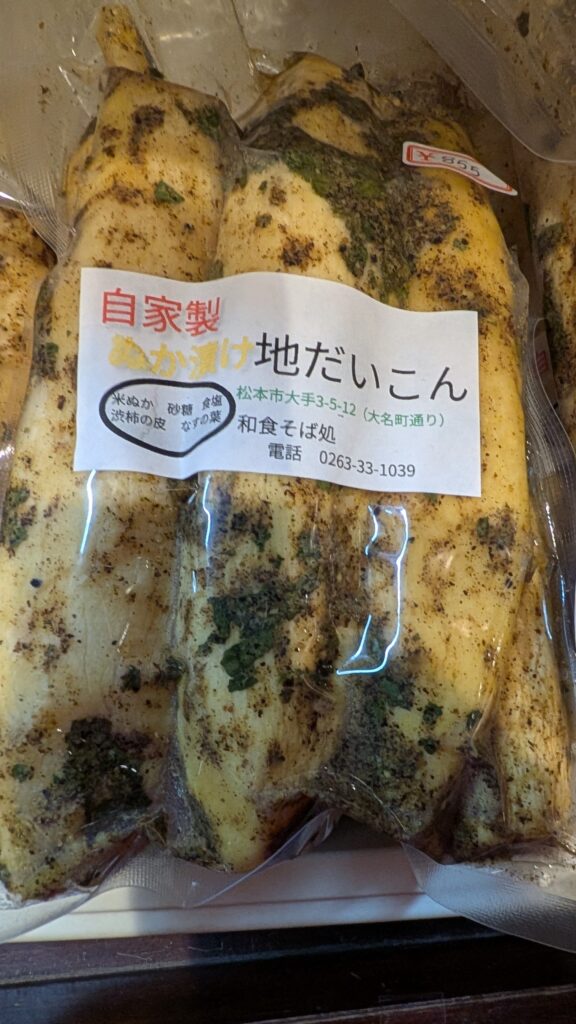 ¥855
自家製
ぬか漬け地だいこん
米ぬか 砂糖 食塩
渋柿の皮 なすの葉
松本市大手3-5-12（大名町通り）
和食そば処
電話 0263-33-1039
自